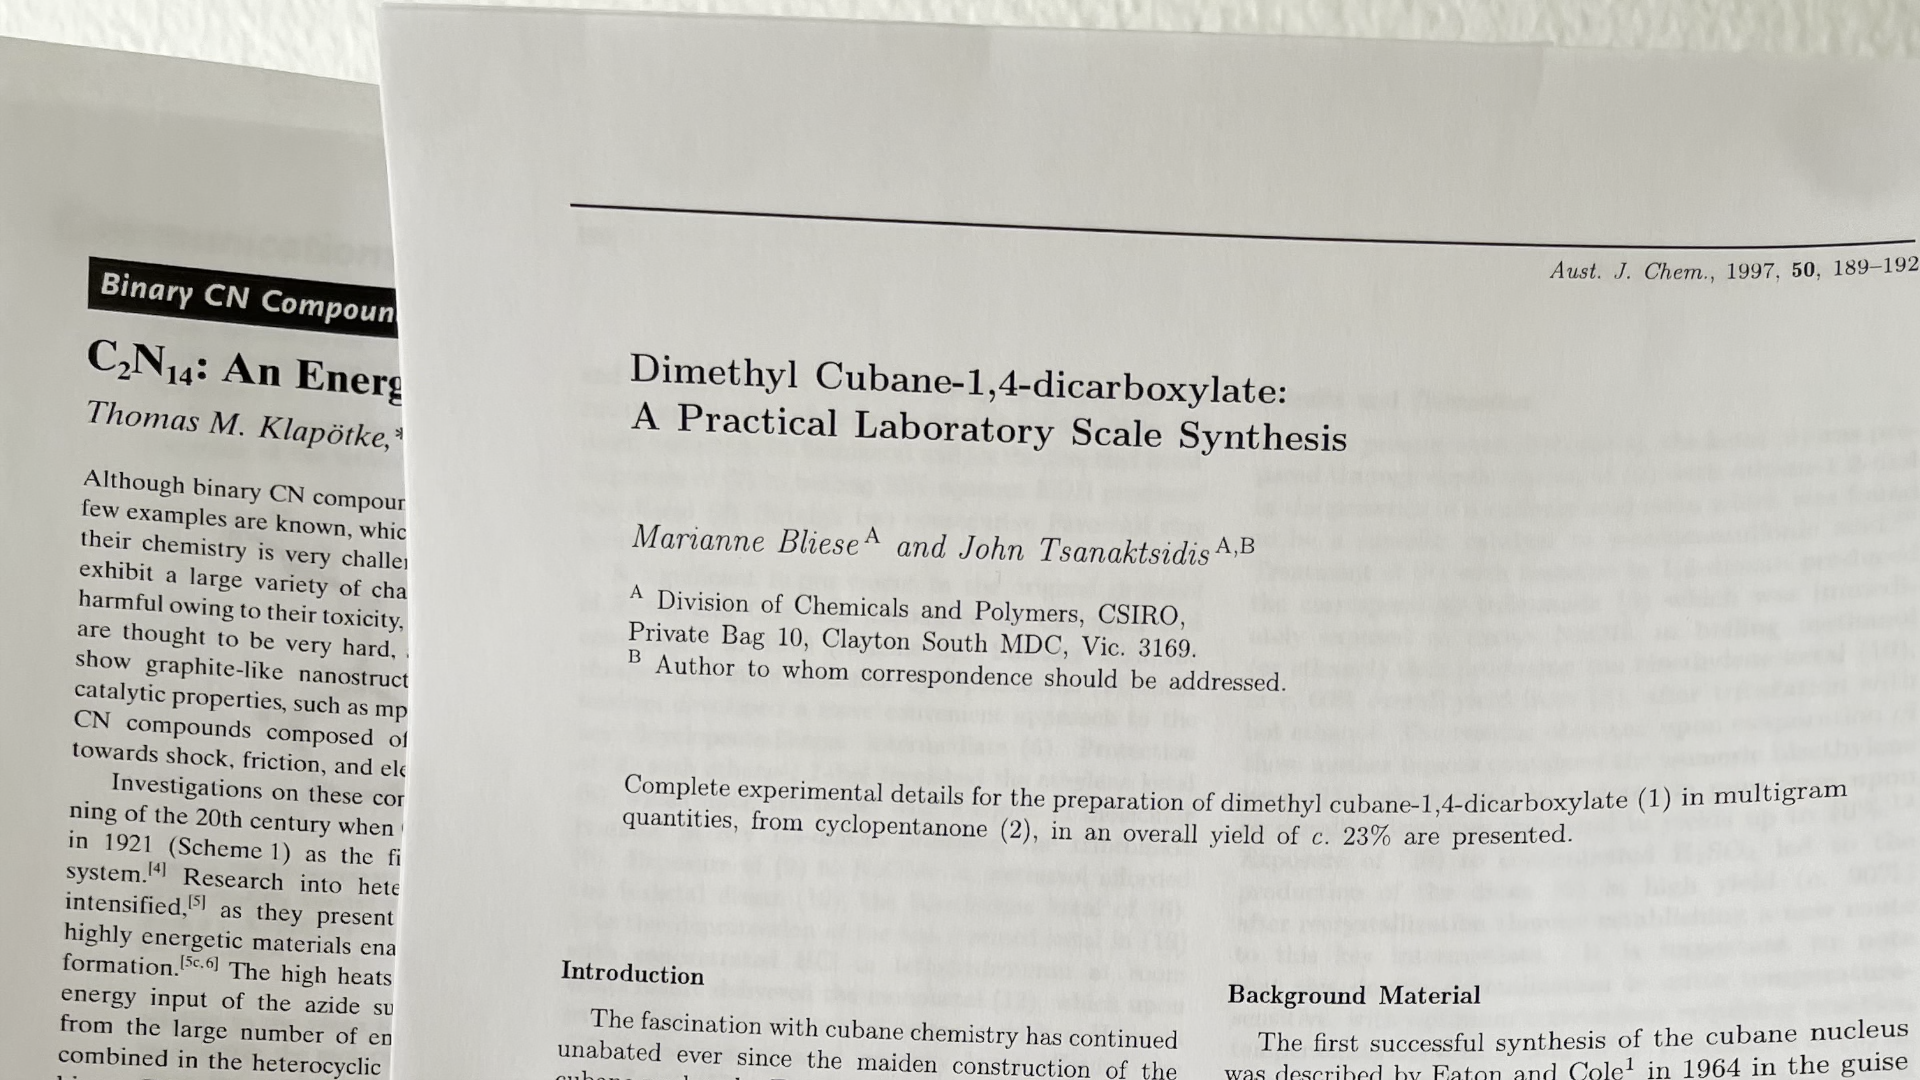 Binary CN Compoun
C₂N₁₄: An Energ
Thomas M. Klapötke,*
Although binary CN compoun
few examples are known, whic
their chemistry is very challen
exhibit a large variety of cha
harmful owing to their toxicity,
are thought to be very hard,
show graphite-like nanostruct
catalytic properties, such as mp
CN compounds composed of
towards shock, friction, and ele
Investigations on these cor
ning of the 20th century when
in 1921 (Scheme 1) as the fi
system.[4] Research into hete
intensified,[5] as they present
highly energetic materials ena
formation.[5c,6] The high heats
energy input of the azide su
from the large number of en
combined in the heterocyclic
Aust. J. Chem., 1997, 50, 189–192
Dimethyl Cubane-1,4-dicarboxylate:
A Practical Laboratory Scale Synthesis
Marianne Bliese A and John Tsanaktsidis A,B
A Division of Chemicals and Polymers, CSIRO,
Private Bag 10, Clayton South MDC, Vic. 3169.
B Author to whom correspondence should be addressed.
Complete experimental details for the preparation of dimethyl cubane-1,4-dicarboxylate (1) in multigram
quantities, from cyclopentanone (2), in an overall yield of c. 23% are presented.
Introduction
The fascination with cubane chemistry has continued
unabated ever since the maiden construction of the
Background Material
The first successful synthesis of the cubane nucleus
was described by Eaton and Cole¹ in 1964 in the guise